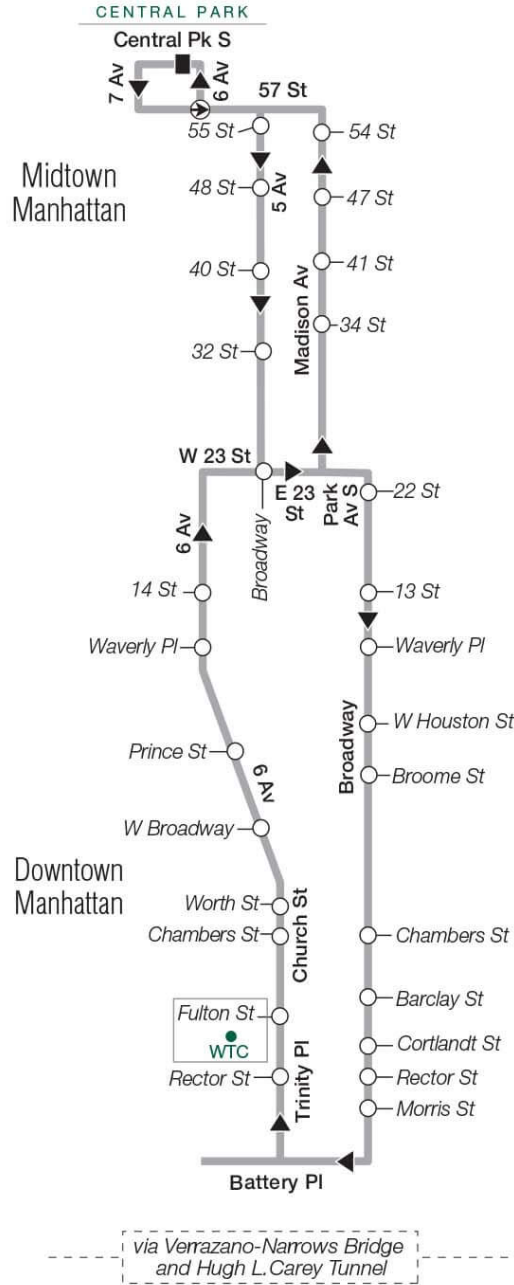 CENTRAL PARK
Central Pk S
7 Av
6 Av
57 St
55 St
54 St
Midtown
Manhattan
48 St
5 Av
47 St
40 St
41 St
Madison Av
34 St
32 St
W 23 St
E 23
St
Park
Av S
22 St
6 Av
Broadway
14 St
13 St
Waverly Pl
Waverly Pl
W Houston St
Prince St
Broadway
6 Av
Broome St
W Broadway
Downtown
Manhattan
Worth St
Church St
Chambers St
Chambers St
Barclay St
Fulton St
WTC
Cortlandt St
Trinity Pl
Rector St
Rector St
Morris St
Battery Pl
via Verrazano-Narrows Bridge
and Hugh L.Carey Tunnel